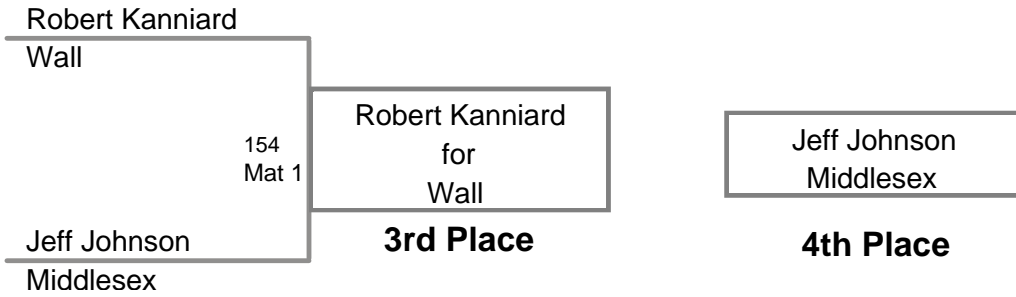 Robert Kanniard
Wall
154
Mat 1
Robert Kanniard
for
Wall
3rd Place
Jeff Johnson
Middlesex
4th Place
Jeff Johnson
Middlesex